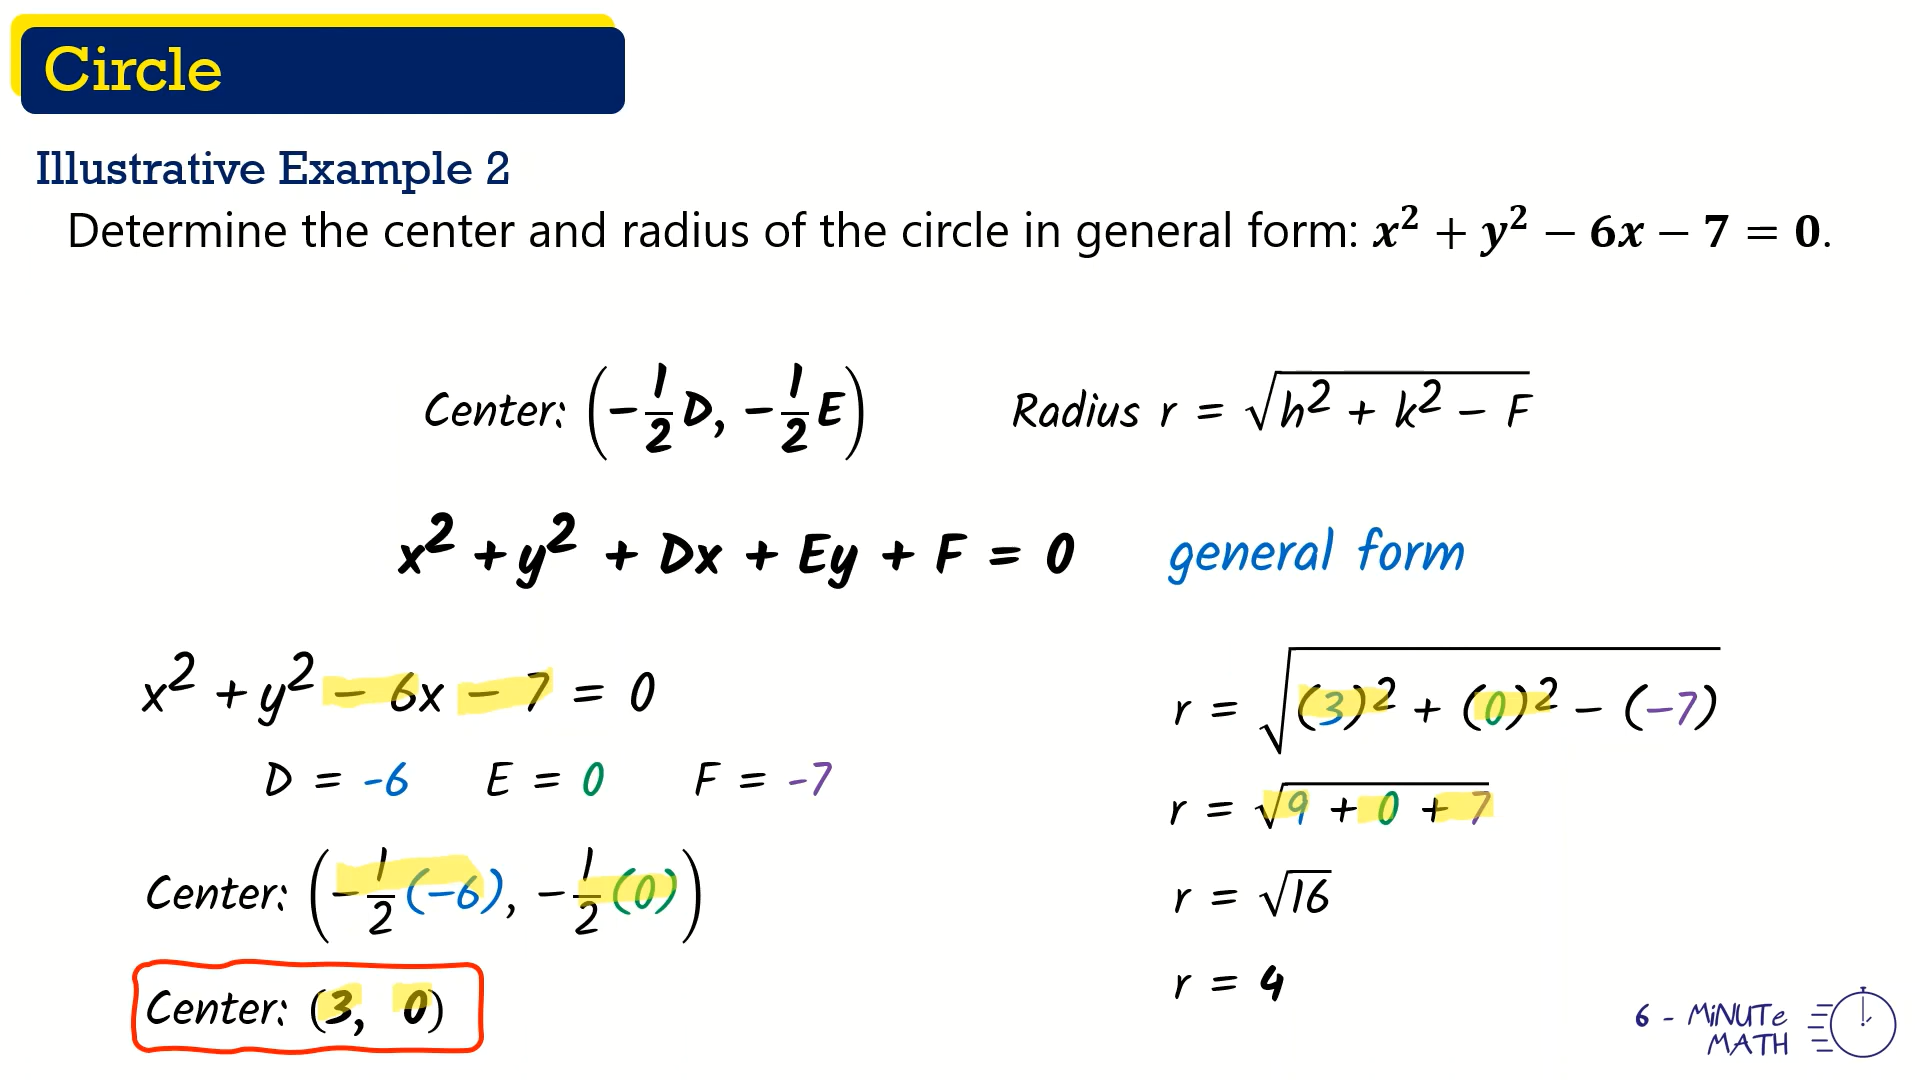 Circle
Illustrative Example 2
Determine the center and radius of the circle in general form: x² + y² − 6x − 7 = 0.
Center: (−1/2 D, −1/2 E)
Radius r = √(h² + k² − F)
x² + y² + Dx + Ey + F = 0
general form
x² + y² − 6x − 7 = 0
D = -6 E = 0 F = -7
Center: (−1/2 (−6), −1/2 (0))
Center: (3, 0)
r = √((3)² + (0)² − (−7))
r = √(9 + 0 + 7)
r = √16
r = 4
6 - MiNUTe
MATH